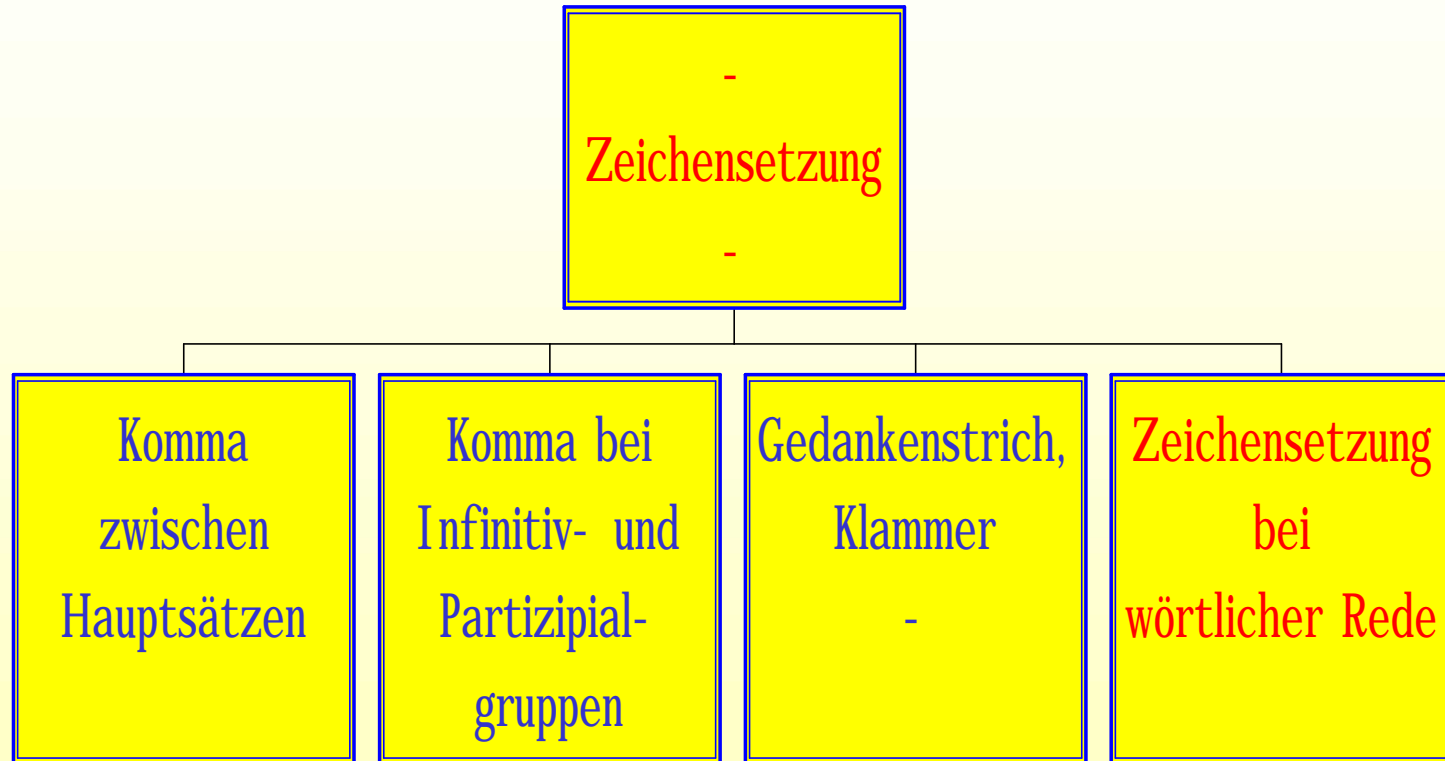 -
Zeichensetzung
-
Komma
zwischen
Hauptsätzen
Komma bei
Infinitiv- und
Partizipial-
gruppen
Gedankenstrich,
Klammer
-
Zeichensetzung
bei
wörtlicher Rede